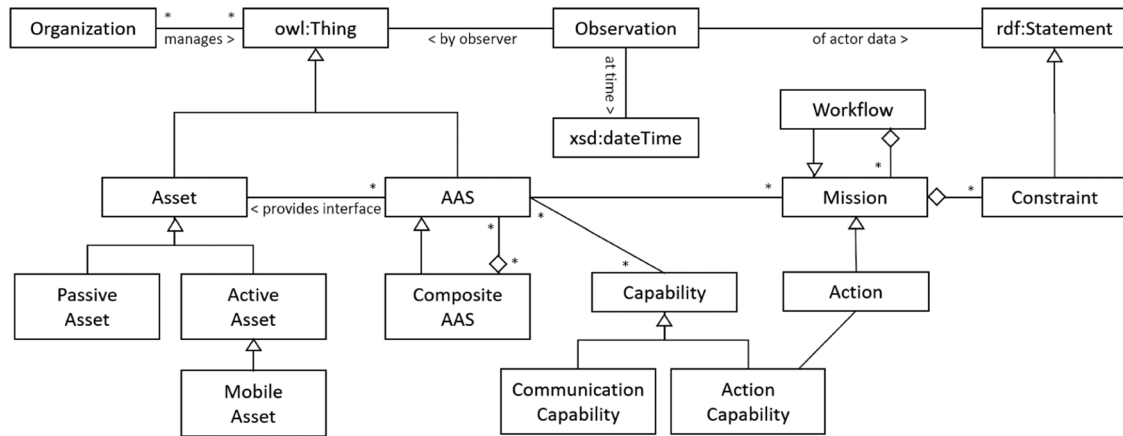 Organization
* *
manages >
owl:Thing
< by observer
Observation
of actor data >
rdf:Statement
at time >
xsd:dateTime
Workflow
*
Asset
< provides interface
*
AAS
*
*
Mission
*
Constraint
*
*
*
*
Passive
Asset
Active
Asset
Composite
AAS
Capability
Action
Mobile
Asset
Communication
Capability
Action
Capability